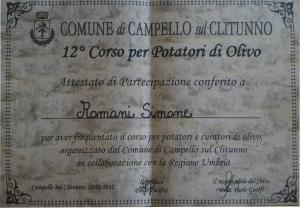 COMUNE di CAMPELLO sul CLITUNNO
12° Corso per Potatori di Olivo
Attestato di Partecipazione conferito a
Romani Simone
per aver frequentato il corso per potatori e curatori di olivo,
organizzato dal Comune di Campello sul Clitunno
in collaborazione con la Regione Umbria
Campello sul Clitunno,
Il responsabile del Corso
Dott. Paolo